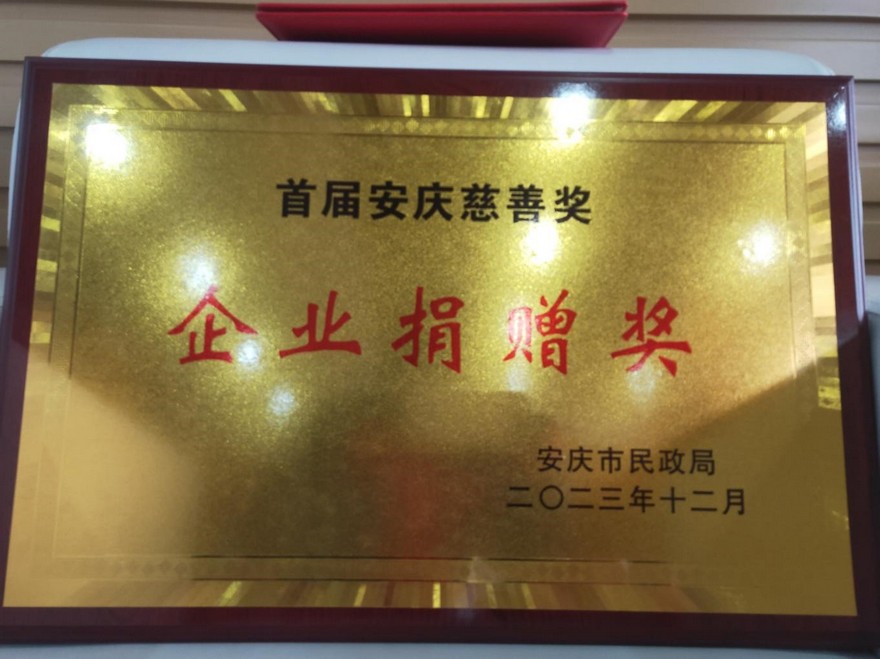 首届安庆慈善奖
企业捐赠奖
安庆市民政局
二〇二三年十二月